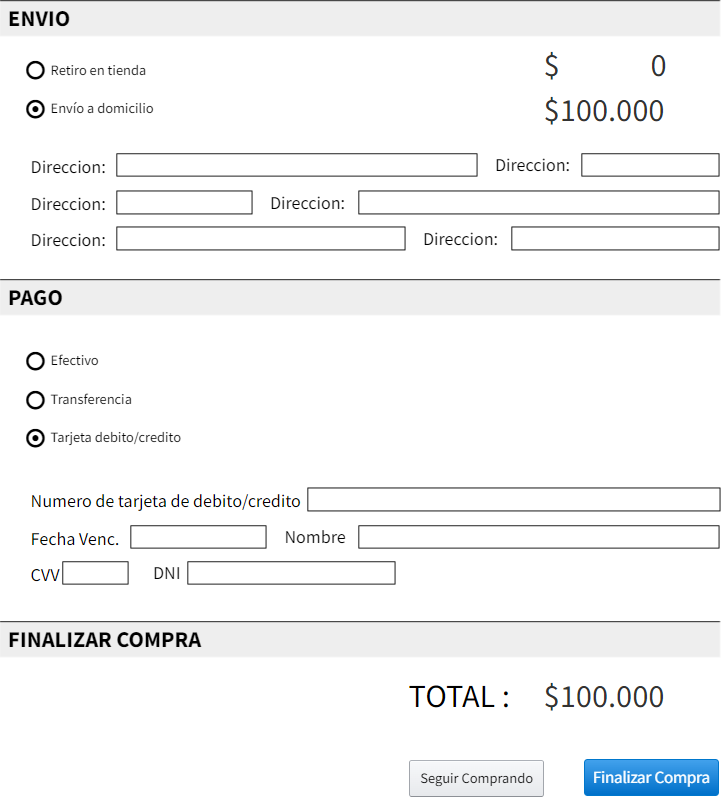 ENVIO
Retiro en tienda $ 0
Envío a domicilio $100.000
Direccion: Direccion:
Direccion: Direccion:
Direccion: Direccion:
PAGO
Efectivo
Transferencia
Tarjeta debito/credito
Numero de tarjeta de debito/credito
Fecha Venc. Nombre
CVV DNI
FINALIZAR COMPRA
TOTAL : $100.000
Seguir Comprando Finalizar Compra